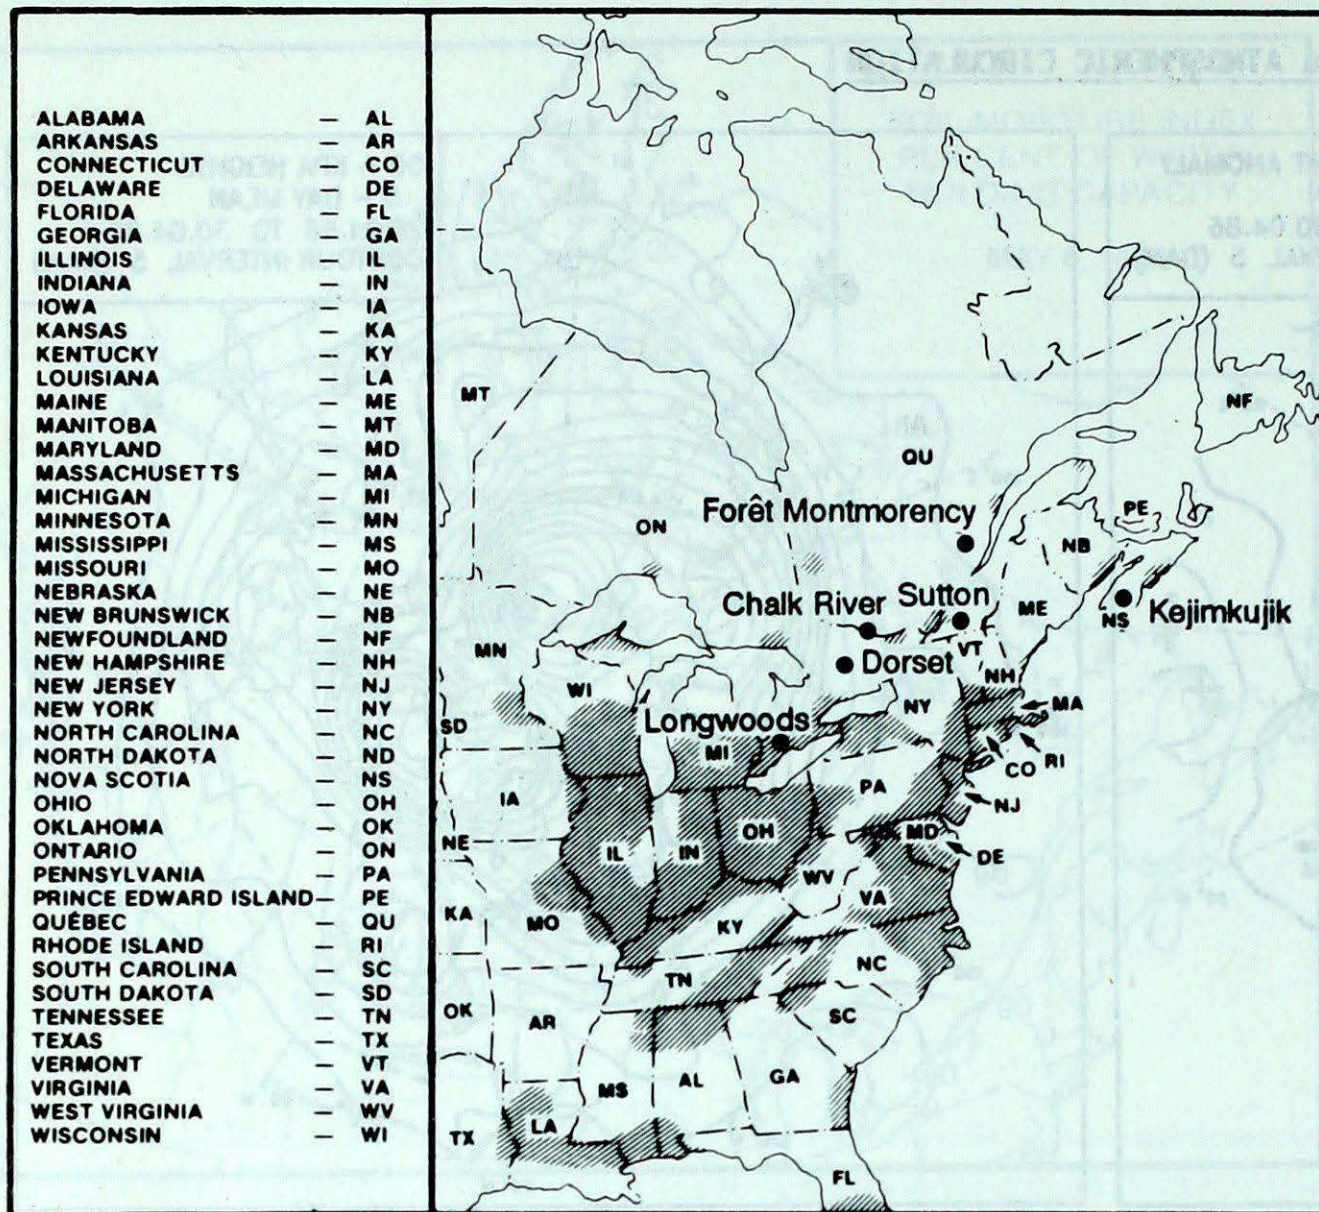 ALABAMA — AL
ARKANSAS — AR
CONNECTICUT — CO
DELAWARE — DE
FLORIDA — FL
GEORGIA — GA
ILLINOIS — IL
INDIANA — IN
IOWA — IA
KANSAS — KA
KENTUCKY — KY
LOUISIANA — LA
MAINE — ME
MANITOBA — MT
MARYLAND — MD
MASSACHUSETTS — MA
MICHIGAN — MI
MINNESOTA — MN
MISSISSIPPI — MS
MISSOURI — MO
NEBRASKA — NE
NEW BRUNSWICK — NB
NEWFOUNDLAND — NF
NEW HAMPSHIRE — NH
NEW JERSEY — NJ
NEW YORK — NY
NORTH CAROLINA — NC
NORTH DAKOTA — ND
NOVA SCOTIA — NS
OHIO — OH
OKLAHOMA — OK
ONTARIO — ON
PENNSYLVANIA — PA
PRINCE EDWARD ISLAND — PE
QUÉBEC — QU
RHODE ISLAND — RI
SOUTH CAROLINA — SC
SOUTH DAKOTA — SD
TENNESSEE — TN
TEXAS — TX
VERMONT — VT
VIRGINIA — VA
WEST VIRGINIA — WV
WISCONSIN — WI
MT
NF
QU
Forêt Montmorency
PE
ON
NB
Chalk River
Sutton
ME
NS
Kejimkujik
MN
VT
Dorset
WI
NH
NY
MA
SD
Longwoods
MI
RI
CO
IA
PA
NJ
NE
IL
IN
OH
MD
DE
WV
VA
KA
MO
KY
NC
TN
OK
AR
SC
MS
AL
GA
TX
LA
FL